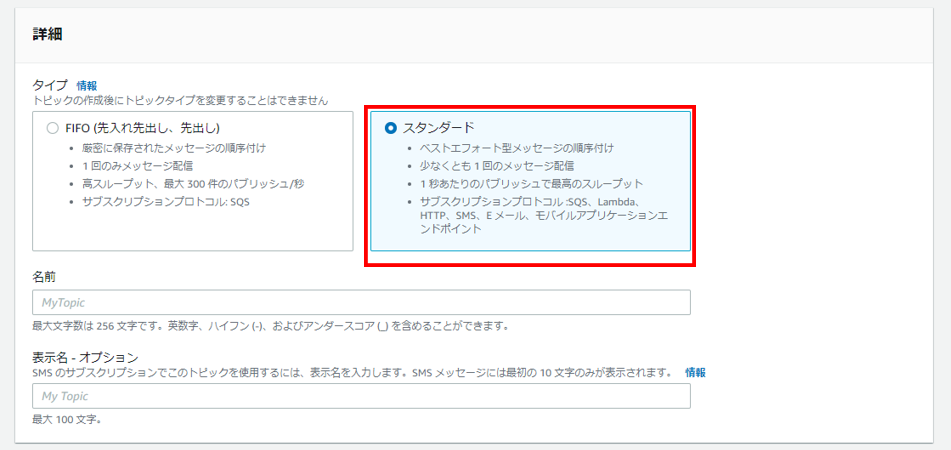 詳細
タイプ 情報
トピックの作成後にトピックタイプを変更することはできません
FIFO (先入れ先出し、先出し)
• 厳密に保存されたメッセージの順序付け
• 1 回のみメッセージ配信
• 高スループット、最大 300 件のパブリッシュ/秒
• サブスクリプションプロトコル: SQS
スタンダード
• ベストエフォート型メッセージの順序付け
• 少なくとも 1 回のメッセージ配信
• 1 秒あたりのパブリッシュで最高のスループット
• サブスクリプションプロトコル :SQS、Lambda、
HTTP、SMS、E メール、モバイルアプリケーションエ
ンドポイント
名前
MyTopic
最大文字数は 256 文字です。英数字、ハイフン (-)、およびアンダースコア (_) を含めることができます。
表示名 - オプション
SMS のサブスクリプションでこのトピックを使用するには、表示名を入力します。SMS メッセージには最初の 10 文字のみが表示されます。 情報
My Topic
最大 100 文字。